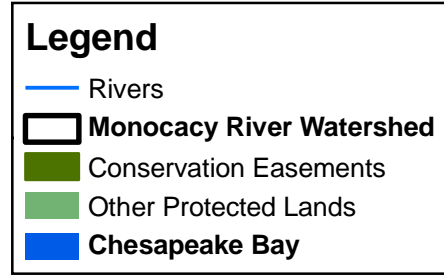 Legend
Rivers
Monocacy River Watershed
Conservation Easements
Other Protected Lands
Chesapeake Bay